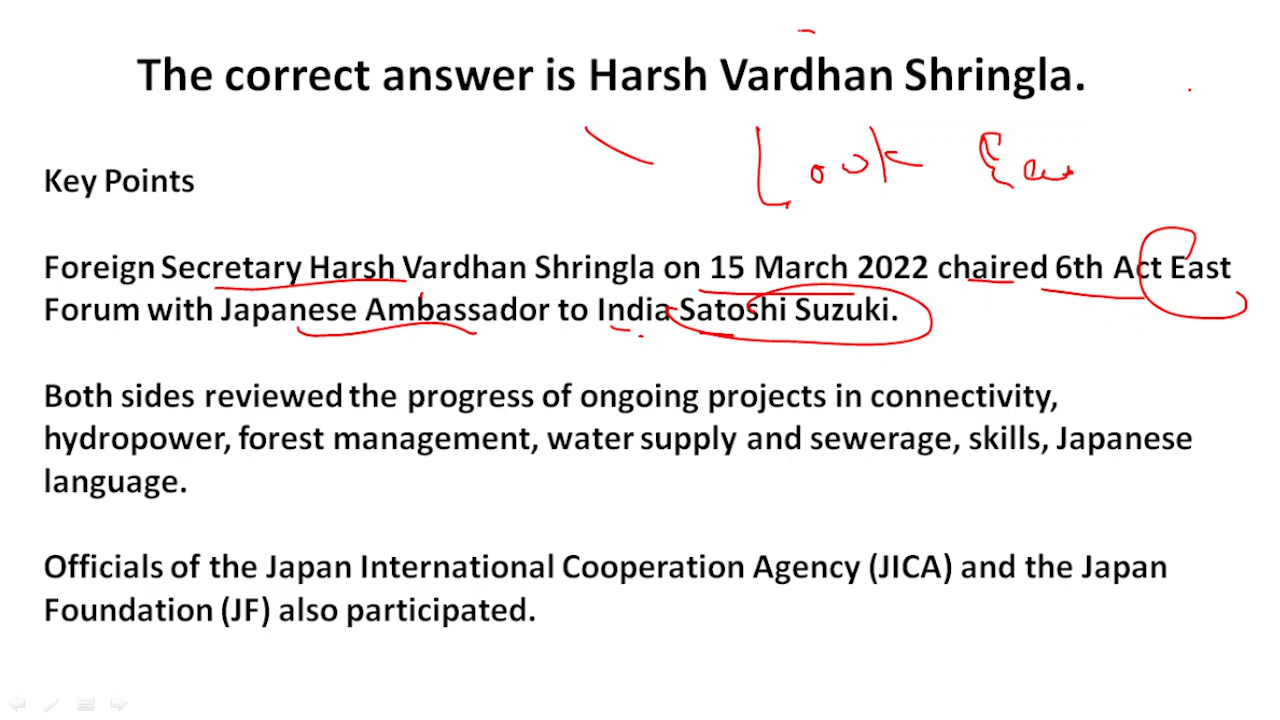 The correct answer is Harsh Vardhan Shringla.
Look Eas
Key Points
Foreign Secretary Harsh Vardhan Shringla on 15 March 2022 chaired 6th Act East
Forum with Japanese Ambassador to India Satoshi Suzuki.
Both sides reviewed the progress of ongoing projects in connectivity,
hydropower, forest management, water supply and sewerage, skills, Japanese
language.
Officials of the Japan International Cooperation Agency (JICA) and the Japan
Foundation (JF) also participated.